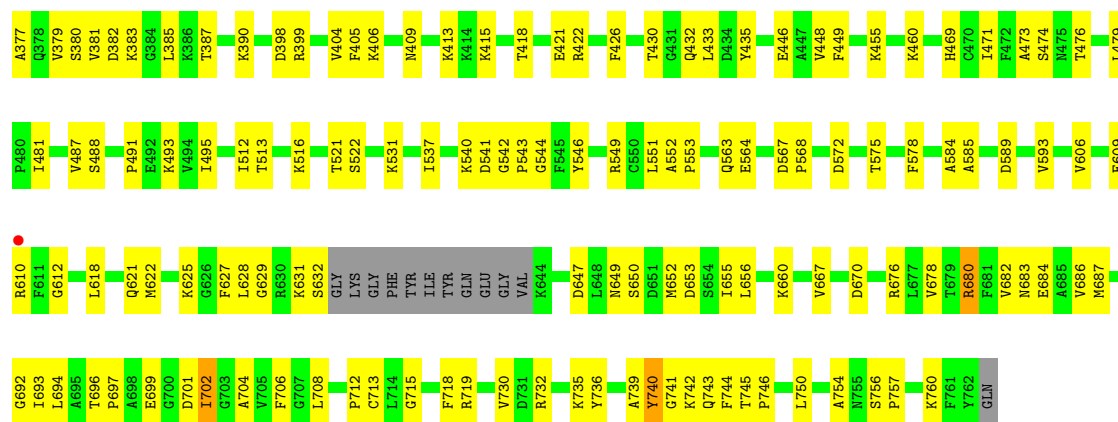 A377 Q378 V379 S380 V381 D382 K383 G384 L385 K386 T387 K390 D398 R399 V404 F405 K406 N409 K413 K414 K415 T418 E421 R422 F426 T430 G431 Q432 L433 D434 Y435 E446 A447 V448 F449 K455 K460 H469 C470 I471 F472 A473 S474 N475 T476 L479
P480 I481 V487 S488 P491 E492 K493 V494 I495 I512 T513 K516 T521 S522 K531 I537 K540 D541 G542 P543 G544 F545 Y546 R549 C550 L551 A552 P553 Q563 E564 D567 P568 D572 T575 F578 A584 A585 D589 V593 V606 E609
R610 F611 G612 L618 Q621 M622 K625 G626 F627 L628 G629 R630 K631 S632 GLY LYS GLY PHE TYR ILE TYR GLN GLU GLY VAL K644 D647 L648 N649 S650 D651 M652 D653 S654 I655 L656 K660 V667 D670 R676 L677 V678 T679 R680 F681 V682 N683 E684 A685 V686 M687
G692 I693 L694 A695 T696 P697 A698 E699 G700 D701 I702 G703 A704 V705 F706 G707 L708 P712 C713 L714 G715 F718 R719 V730 D731 R732 K735 Y736 A739 Y740 G741 K742 Q743 F744 T745 P746 L750 A754 N755 S756 P757 K760 F761 Y762 GLN